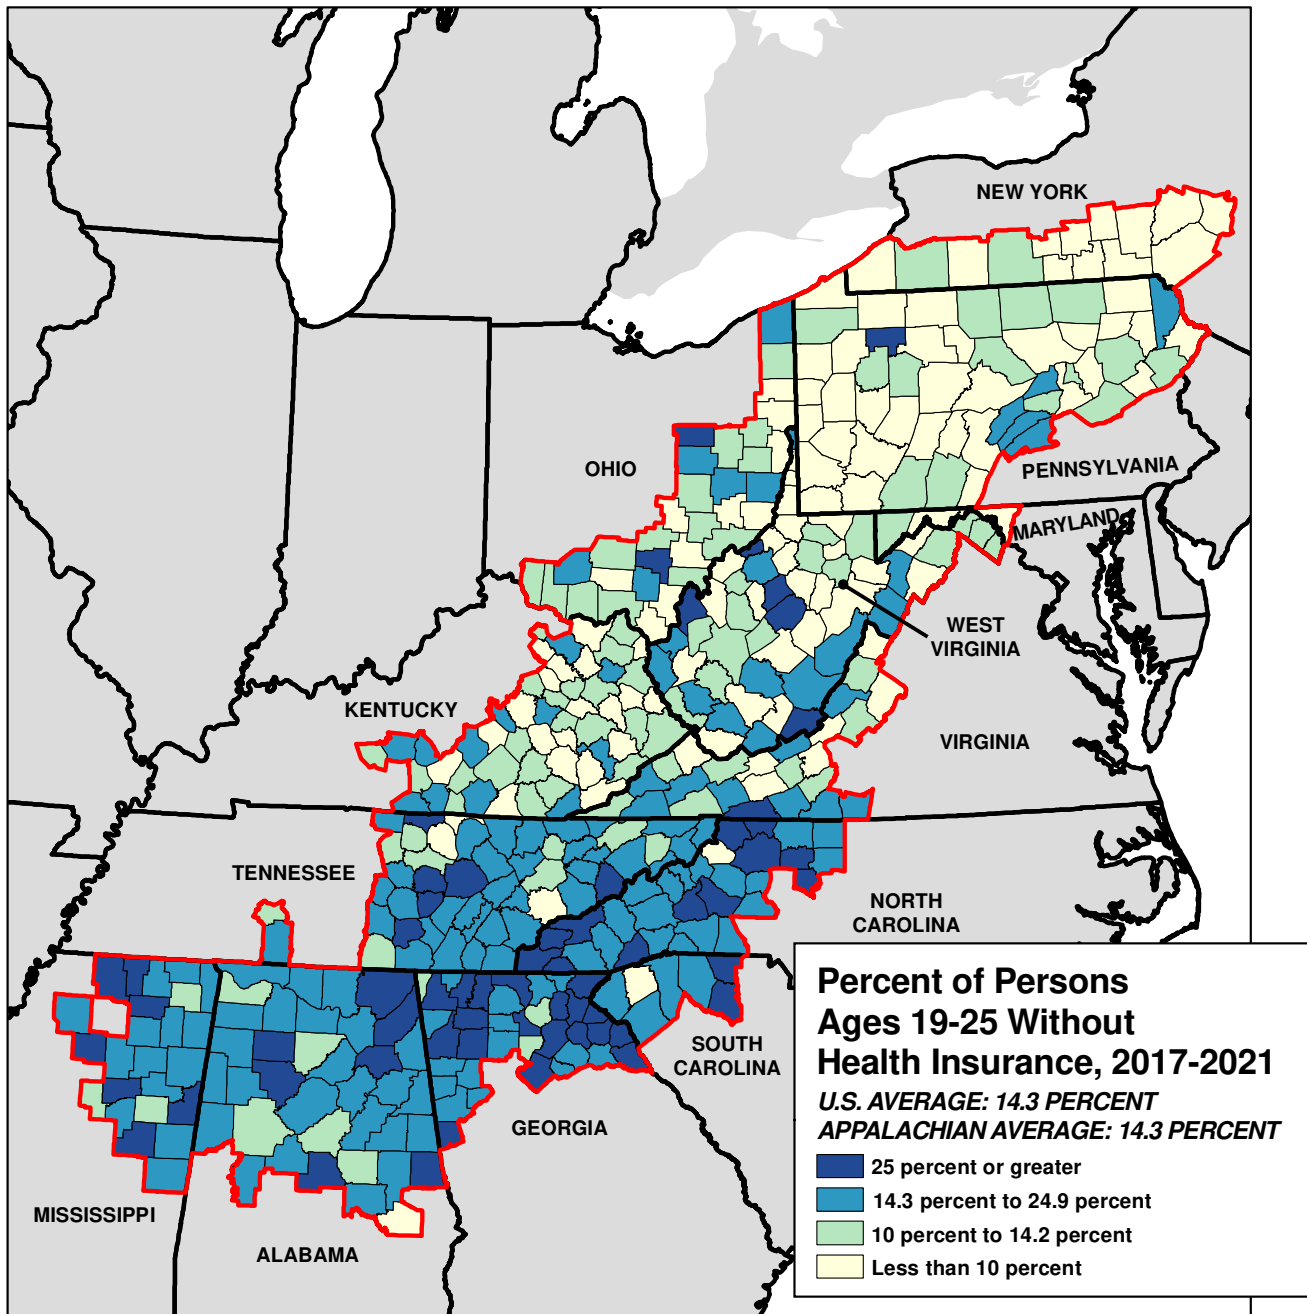 NEW YORK
OHIO
PENNSYLVANIA
MARYLAND
WEST
VIRGINIA
KENTUCKY
VIRGINIA
TENNESSEE
NORTH
CAROLINA
SOUTH
CAROLINA
GEORGIA
MISSISSIPPI
ALABAMA
Percent of Persons
Ages 19-25 Without
Health Insurance, 2017-2021
U.S. AVERAGE: 14.3 PERCENT
APPALACHIAN AVERAGE: 14.3 PERCENT
25 percent or greater
14.3 percent to 24.9 percent
10 percent to 14.2 percent
Less than 10 percent